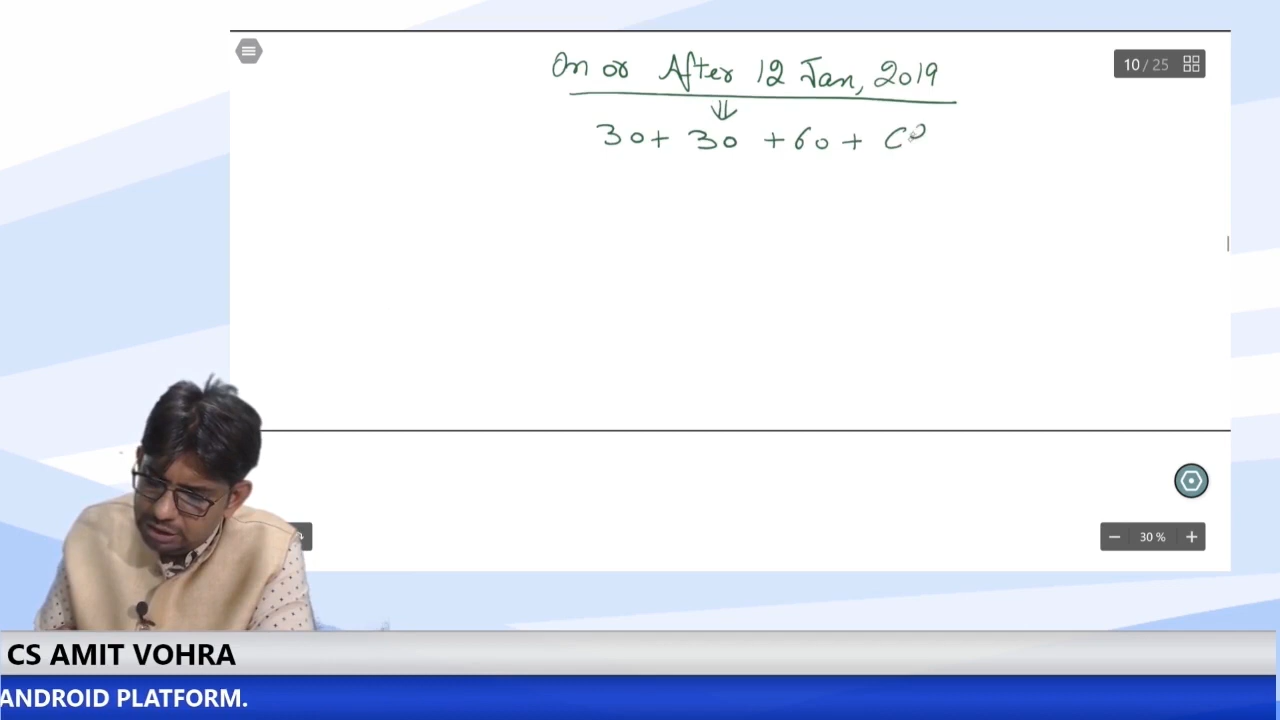 On or After 12 Jan, 2019
10 / 25
30 + 30 + 60 +
30 %
CS AMIT VOHRA
ANDROID PLATFORM.